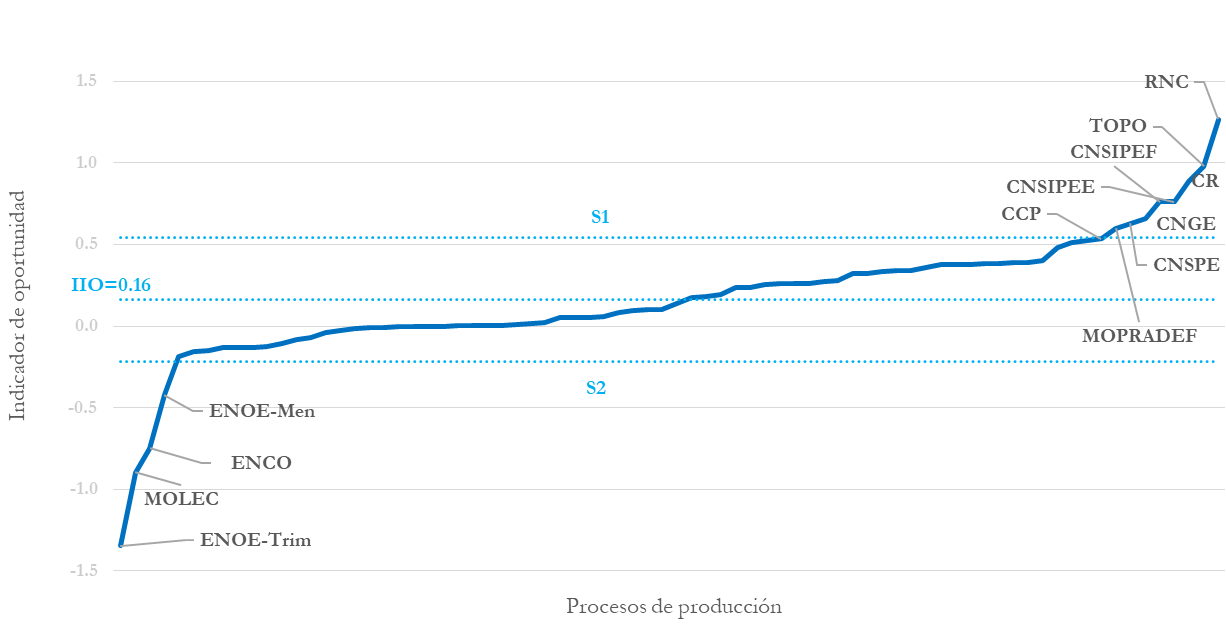 1.5
1.0
0.5
0.0
-0.5
-1.0
-1.5
Indicador de oportunidad
Procesos de producción
S1
IIO=0.16
S2
ENOE-Men
ENCO
MOLEC
ENOE-Trim
RNC
TOPO
CNSIPEF
CR
CNSIPEE
CCP
CNGE
CNSPE
MOPRADEF